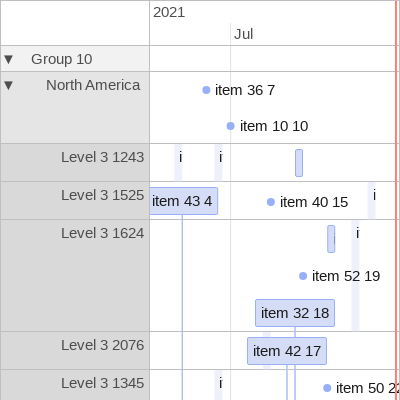 2021
Jul
▼ Group 10
▼ North America
item 36 7
item 10 10
Level 3 1243
i
i
Level 3 1525
item 43 4
item 40 15
i
Level 3 1624
i
i
item 52 19
item 32 18
Level 3 2076
item 42 17
Level 3 1345
i
item 50 22